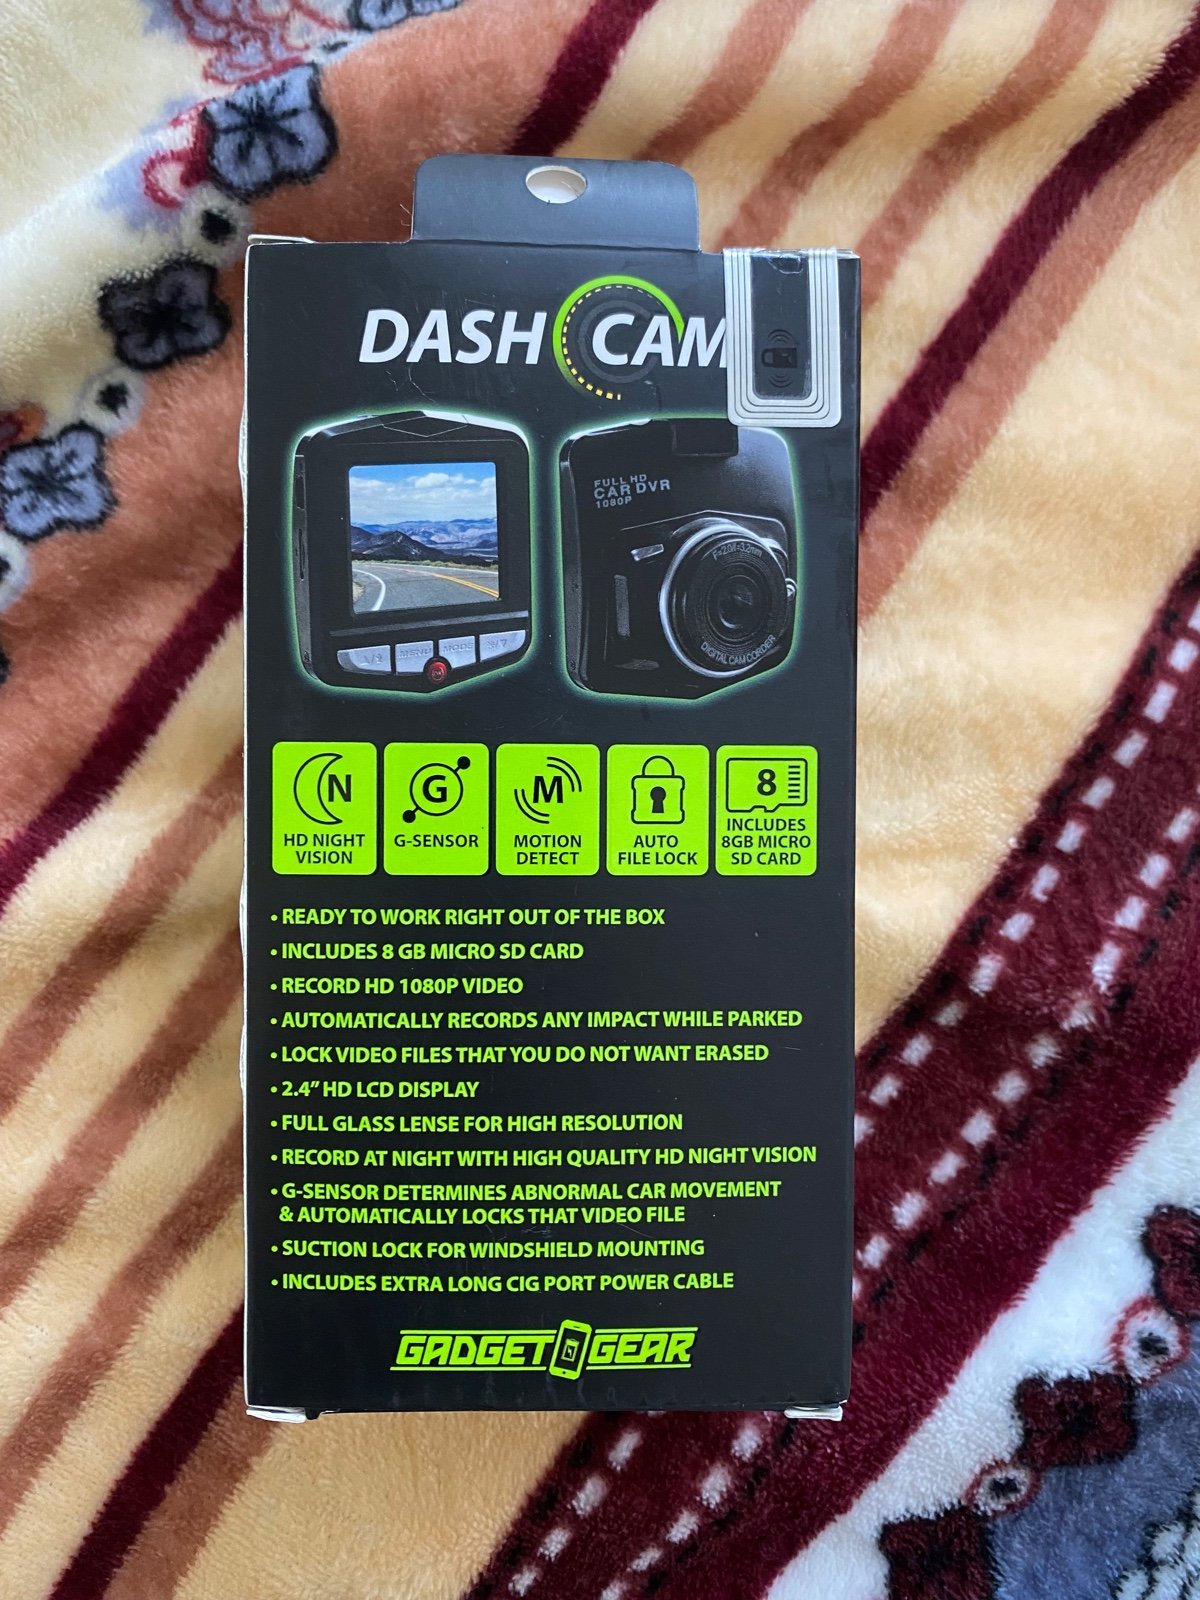 DASH CAM
FULL HD
CAR DVR
1080P
F=2.0/f=3.2mm
DIGITAL CAMCORDER
MENU
MODE
N
HD NIGHT
VISION
G
G-SENSOR
M
MOTION
DETECT
AUTO
FILE LOCK
8
INCLUDES
8GB MICRO
SD CARD
• READY TO WORK RIGHT OUT OF THE BOX
• INCLUDES 8 GB MICRO SD CARD
• RECORD HD 1080P VIDEO
• AUTOMATICALLY RECORDS ANY IMPACT WHILE PARKED
• LOCK VIDEO FILES THAT YOU DO NOT WANT ERASED
• 2.4” HD LCD DISPLAY
• FULL GLASS LENSE FOR HIGH RESOLUTION
• RECORD AT NIGHT WITH HIGH QUALITY HD NIGHT VISION
• G-SENSOR DETERMINES ABNORMAL CAR MOVEMENT
& AUTOMATICALLY LOCKS THAT VIDEO FILE
• SUCTION LOCK FOR WINDSHIELD MOUNTING
• INCLUDES EXTRA LONG CIG PORT POWER CABLE
GADGET GEAR